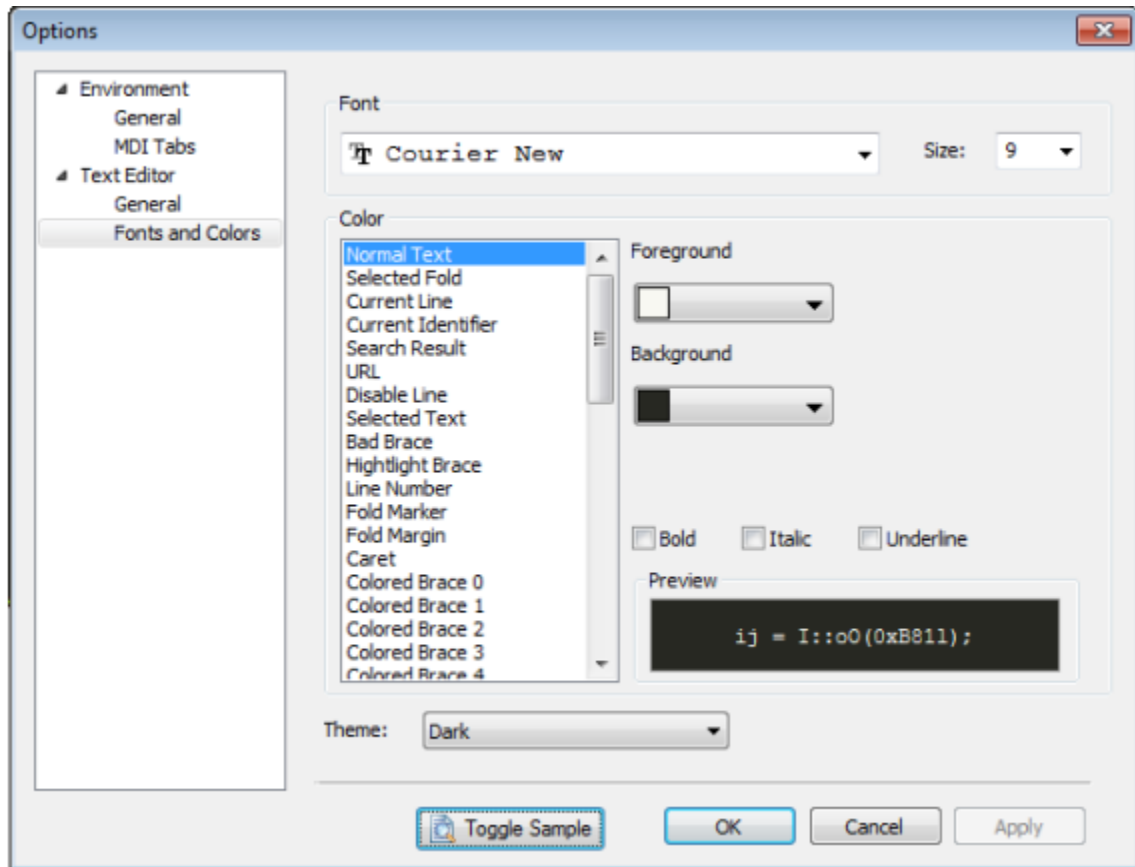 Options
Environment
General
MDI Tabs
Text Editor
General
Fonts and Colors
Font
Courier New
Size: 9
Color
Normal Text
Selected Fold
Current Line
Current Identifier
Search Result
URL
Disable Line
Selected Text
Bad Brace
Hightlight Brace
Line Number
Fold Marker
Fold Margin
Caret
Colored Brace 0
Colored Brace 1
Colored Brace 2
Colored Brace 3
Colored Brace 4
Foreground
Background
Bold Italic Underline
Preview
ij = I::oO(0xB81l);
Theme: Dark
Toggle Sample OK Cancel Apply